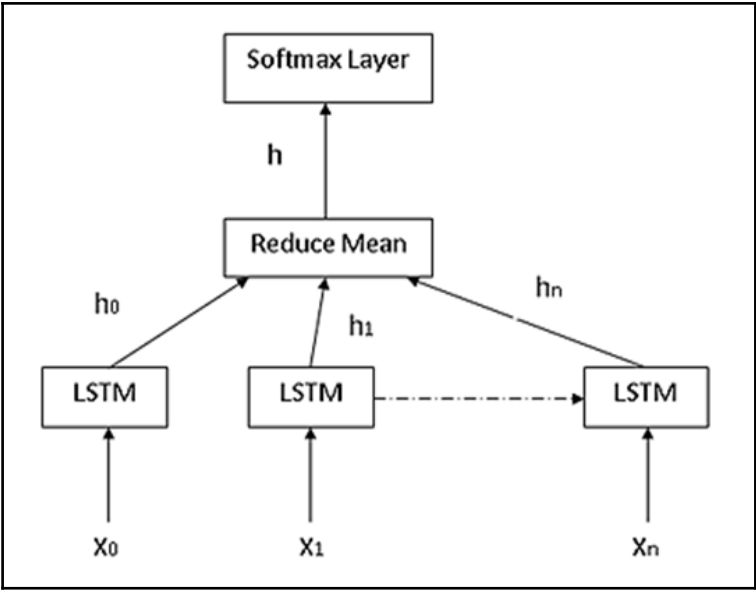 Softmax Layer
h
Reduce Mean
h0
h1
hn
LSTM
LSTM
LSTM
X0
X1
Xn